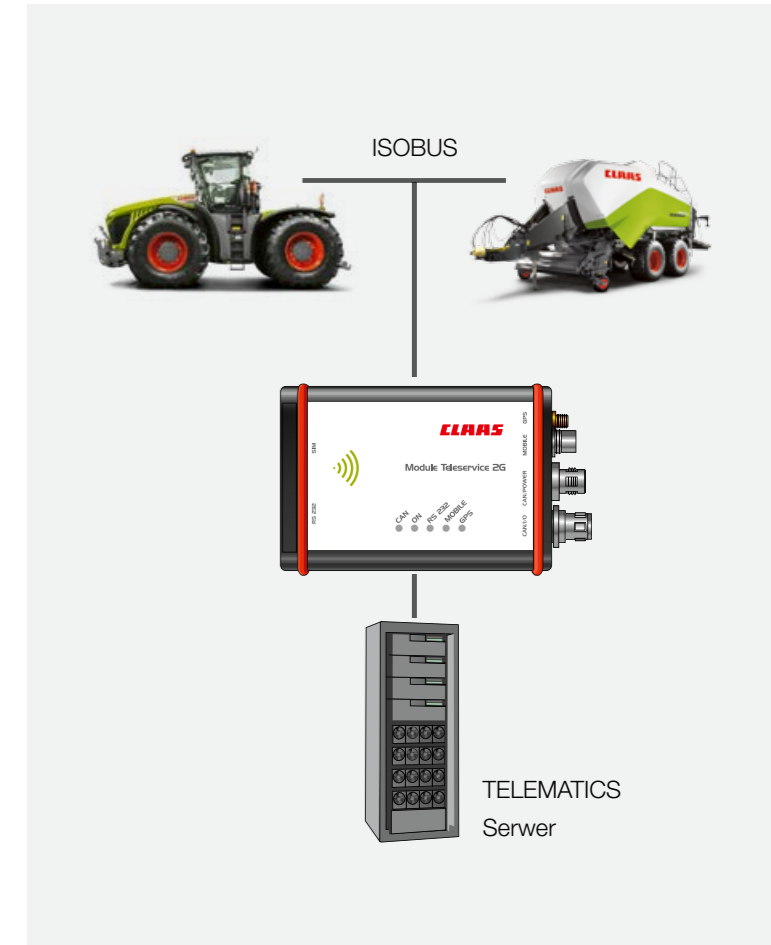 ISOBUS
CLAAS
CLAAS
Module Teleservice 2G
SIM
RS 232
CAN
ON
RS 232
MOBILE
GPS
GPS
MOBILE
CAN/POWER
CAN/I/O
TELEMATICS
Serwer